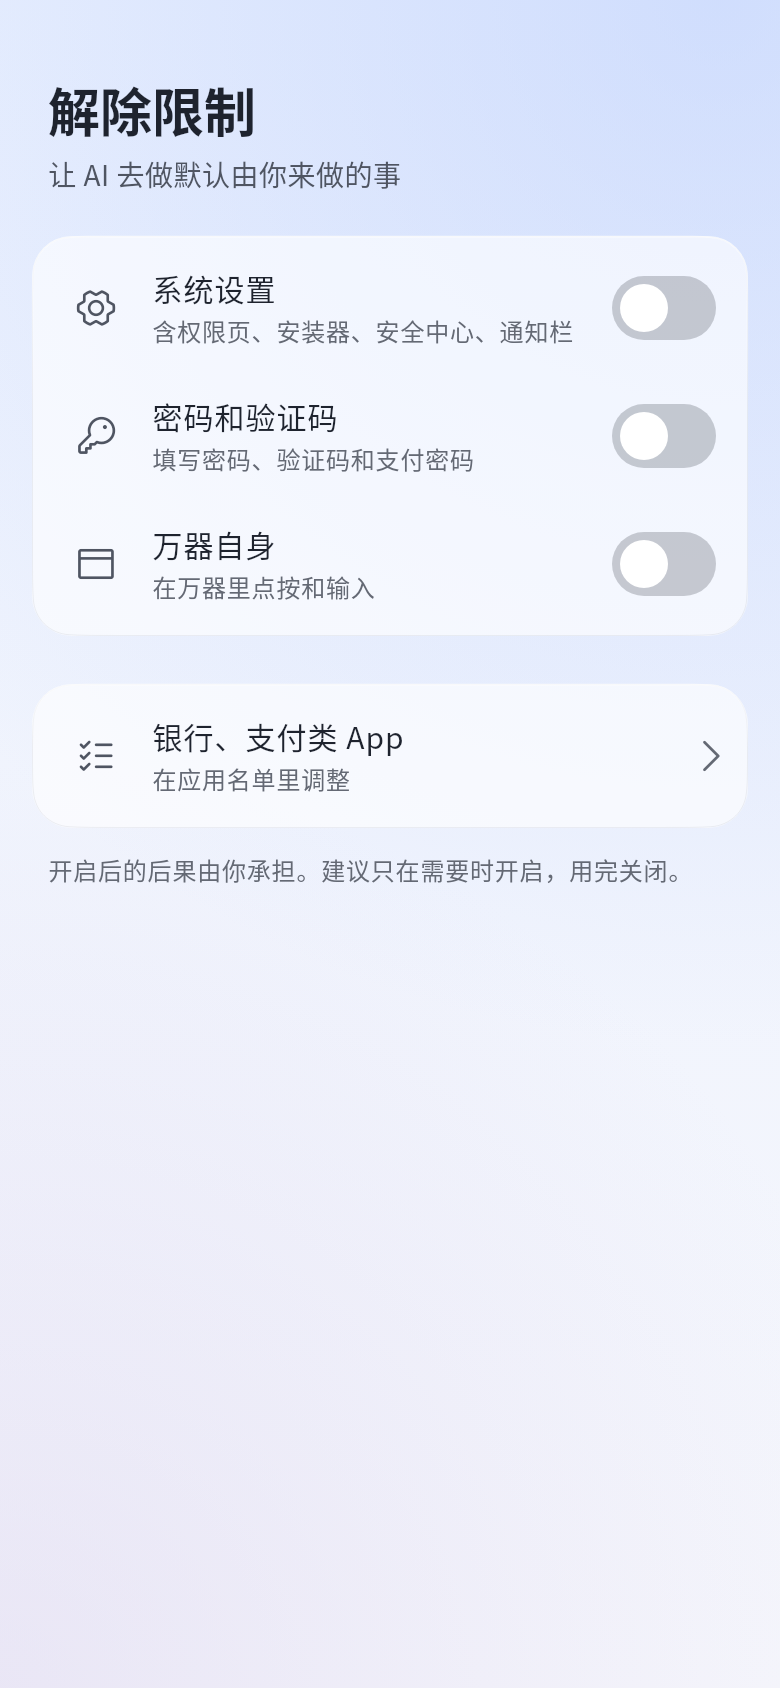 解除限制
让 AI 去做默认由你来做的事
系统设置
含权限页、安装器、安全中心、通知栏
密码和验证码
填写密码、验证码和支付密码
万器自身
在万器里点按和输入
银行、支付类 App
在应用名单里调整
开启后的后果由你承担。建议只在需要时开启，用完关闭。